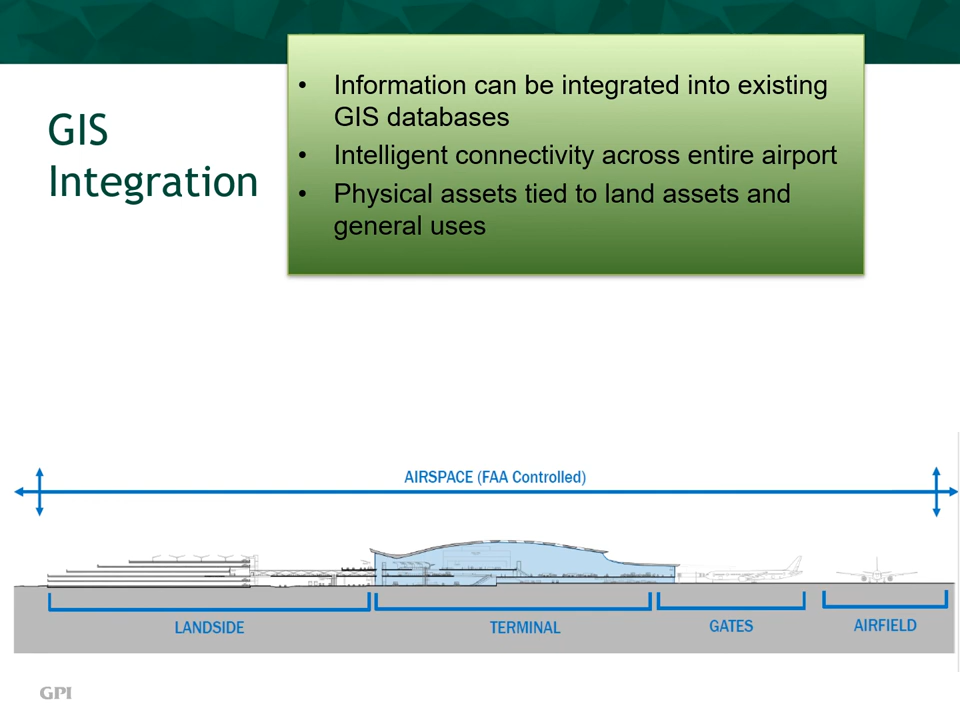 GIS
Integration
• Information can be integrated into existing
GIS databases
• Intelligent connectivity across entire airport
• Physical assets tied to land assets and
general uses
AIRSPACE (FAA Controlled)
LANDSIDE
TERMINAL
GATES
AIRFIELD
GPI